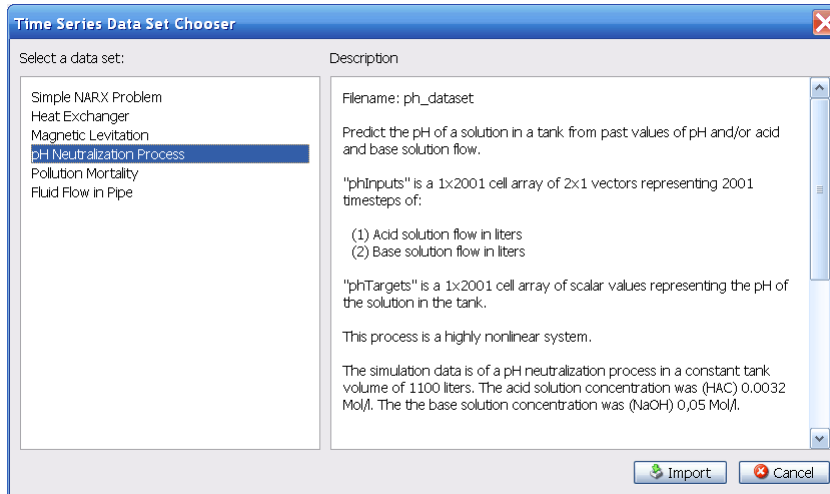 Time Series Data Set Chooser
Select a data set:
Simple NARX Problem
Heat Exchanger
Magnetic Levitation
pH Neutralization Process
Pollution Mortality
Fluid Flow in Pipe
Description
Filename: ph_dataset
Predict the pH of a solution in a tank from past values of pH and/or acid
and base solution flow.
"phInputs" is a 1x2001 cell array of 2x1 vectors representing 2001
timesteps of:
(1) Acid solution flow in liters
(2) Base solution flow in liters
"phTargets" is a 1x2001 cell array of scalar values representing the pH of
the solution in the tank.
This process is a highly nonlinear system.
The simulation data is of a pH neutralization process in a constant tank
volume of 1100 liters. The acid solution concentration was (HAC) 0.0032
Mol/l. The the base solution concentration was (NaOH) 0,05 Mol/l.
Import
Cancel